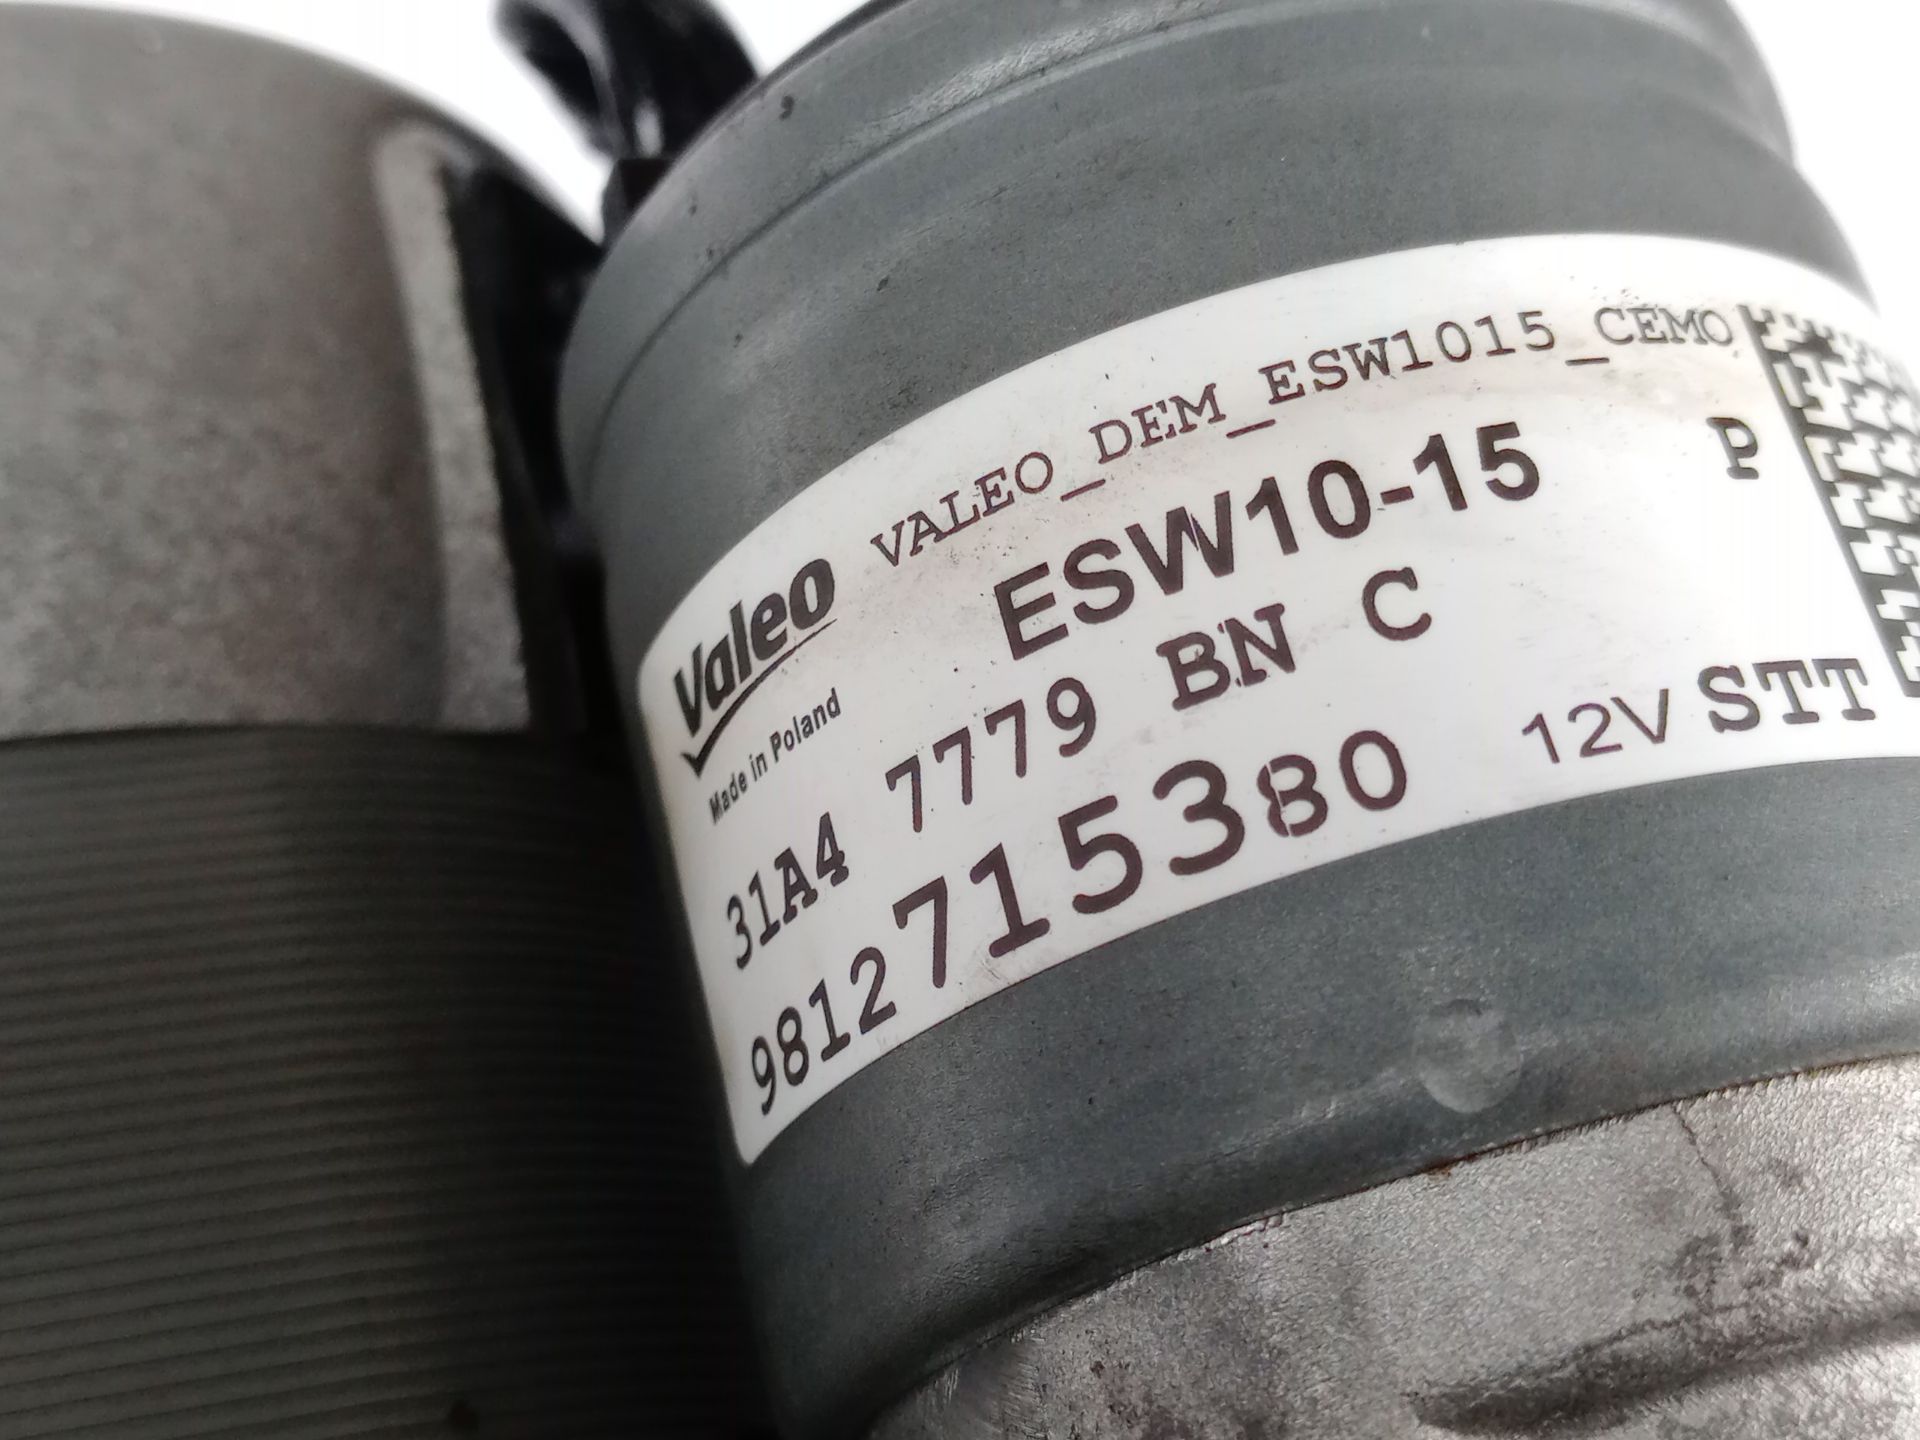 VALEO_DEM_ESW1015_CEMO
Valeo ESW10-15 P
Made in Poland
31A4 7779 BN C
9812715380 12V STT